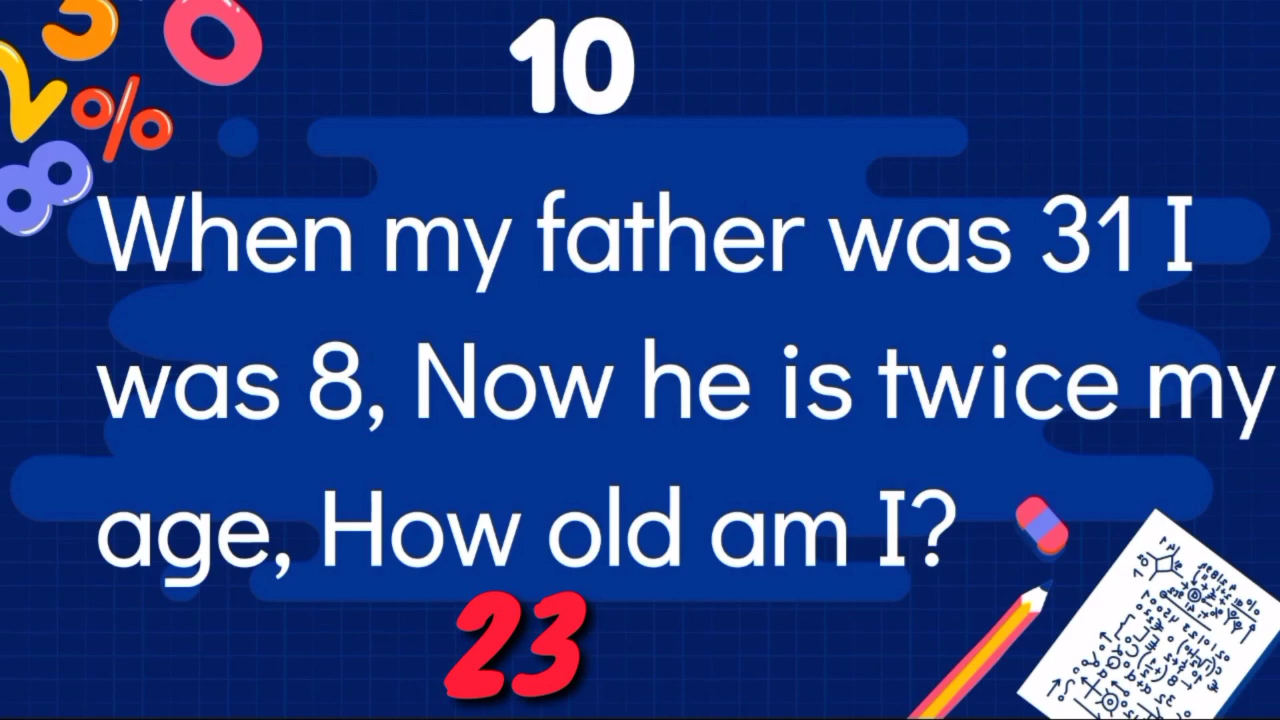 10
When my father was 31 I
was 8, Now he is twice my
age, How old am I?
23